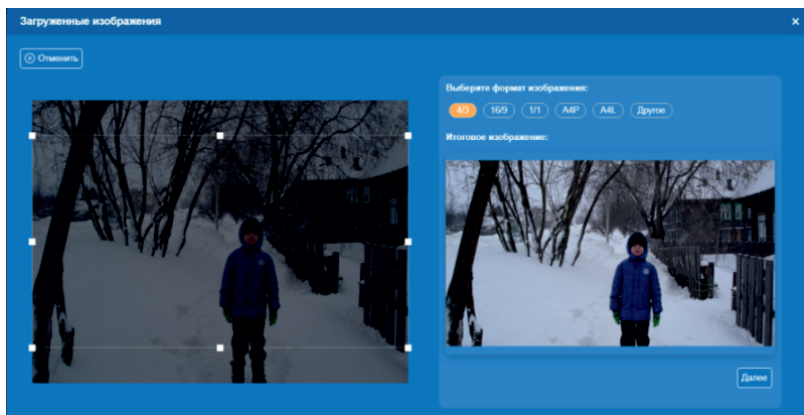 Загруженные изображения
×
Отменить
Выберите формат изображения:
4/3 16/9 1/1 A4P A4L Другое
Итоговое изображение:
Далее